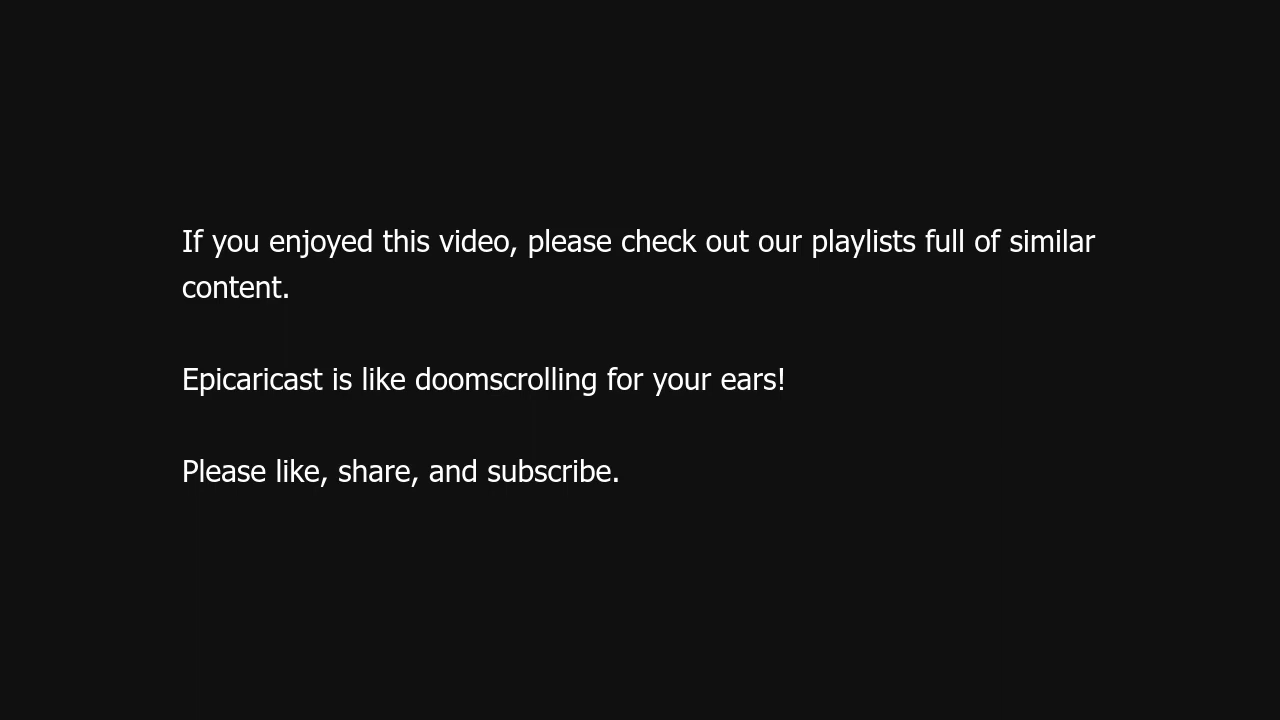 If you enjoyed this video, please check out our playlists full of similar
content.
Epicaricast is like doomscrolling for your ears!
Please like, share, and subscribe.